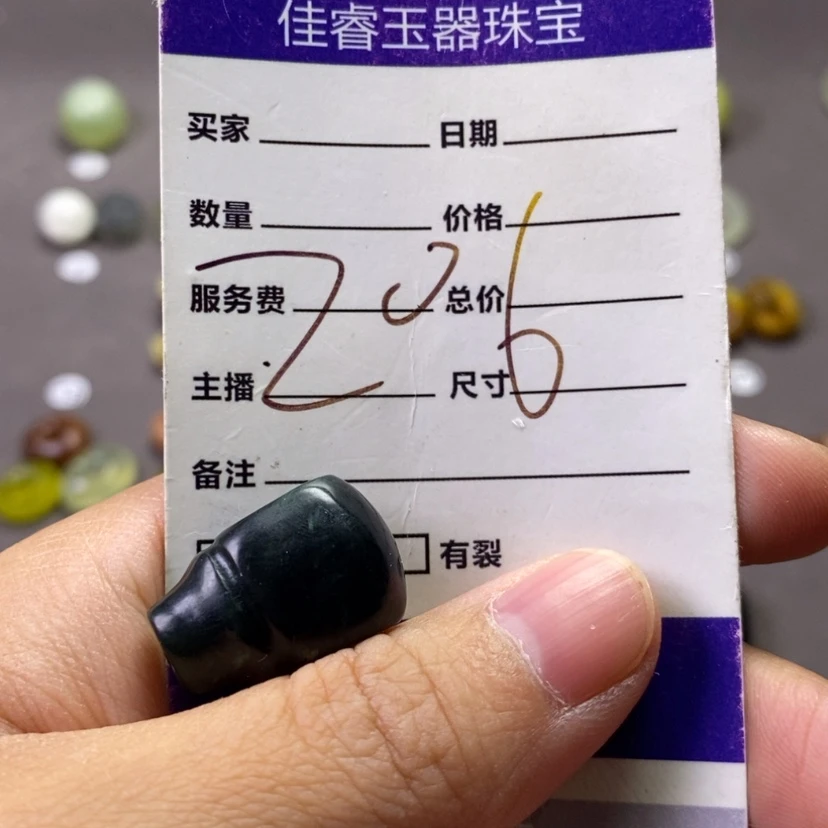 佳睿玉器珠宝
买家 日期
数量 价格
服务费 总价
主播 尺寸
备注
有裂
206